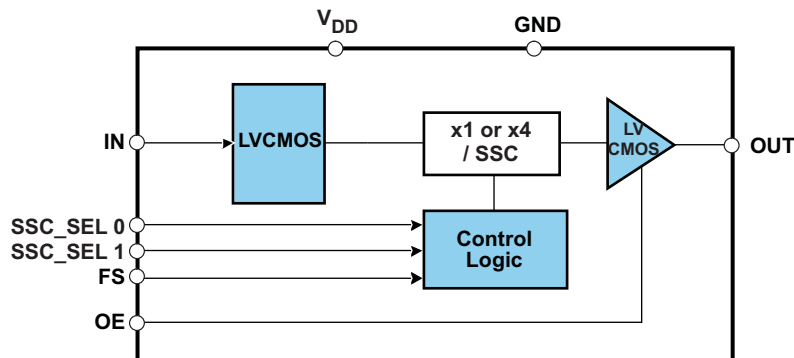 VDD
GND
IN
LVCMOS
x1 or x4
/ SSC
LV
CMOS
OUT
SSC_SEL 0
SSC_SEL 1
FS
OE
Control
Logic